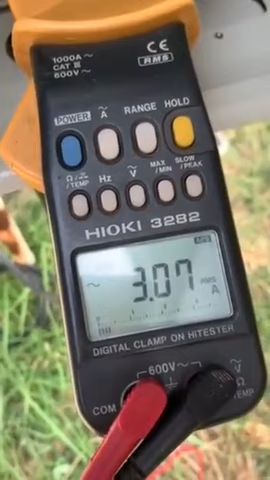 1000A ~
CAT III
600V ~
CE
RMS
POWER
~
A
RANGE
HOLD
Ω/
/TEMP
Hz
~
V
MAX
/MIN
SLOW
/PEAK
HIOKI 3282
APS
~
3.07
RMS
A
DIGITAL CLAMP ON HITESTER
600V~
COM
~
V
Ω
TEMP